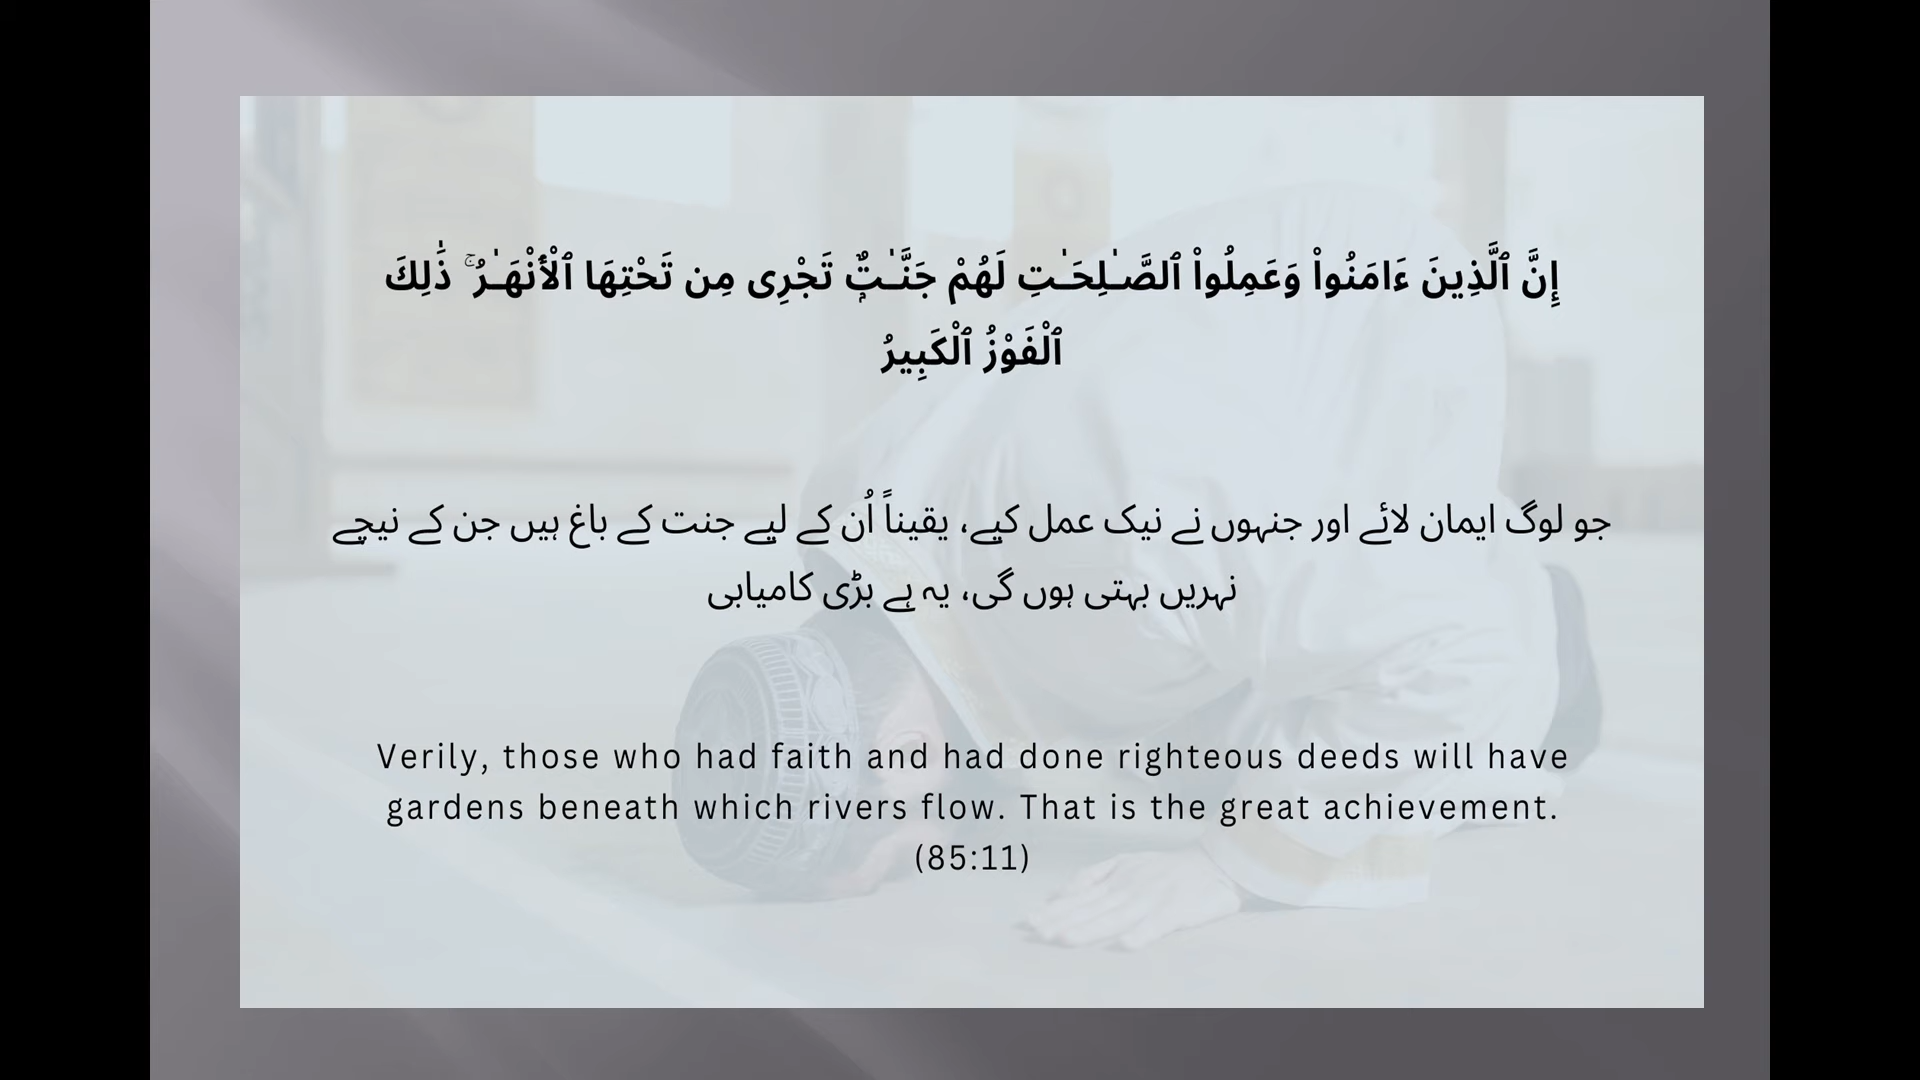 إِنَّ ٱلَّذِينَ ءَامَنُوا۟ وَعَمِلُوا۟ ٱلصَّـٰلِحَـٰتِ لَهُمْ جَنَّـٰتٌۭ تَجْرِى مِن تَحْتِهَا ٱلْأَنْهَـٰرُ ۚ ذَٰلِكَ
ٱلْفَوْزُ ٱلْكَبِيرُ
جو لوگ ایمان لائے اور جنہوں نے نیک عمل کیے، یقیناً اُن کے لیے جنت کے باغ ہیں جن کے نیچے
نہریں بہتی ہوں گی، یہ ہے بڑی کامیابی
Verily, those who had faith and had done righteous deeds will have
gardens beneath which rivers flow. That is the great achievement.
(85:11)